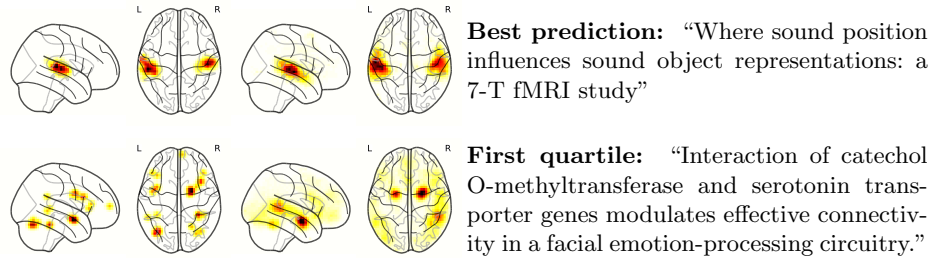 L R L R
Best prediction: “Where sound position
influences sound object representations: a
7-T fMRI study”
L R L R
First quartile: “Interaction of catechol
O-methyltransferase and serotonin trans-
porter genes modulates effective connectiv-
ity in a facial emotion-processing circuitry.”